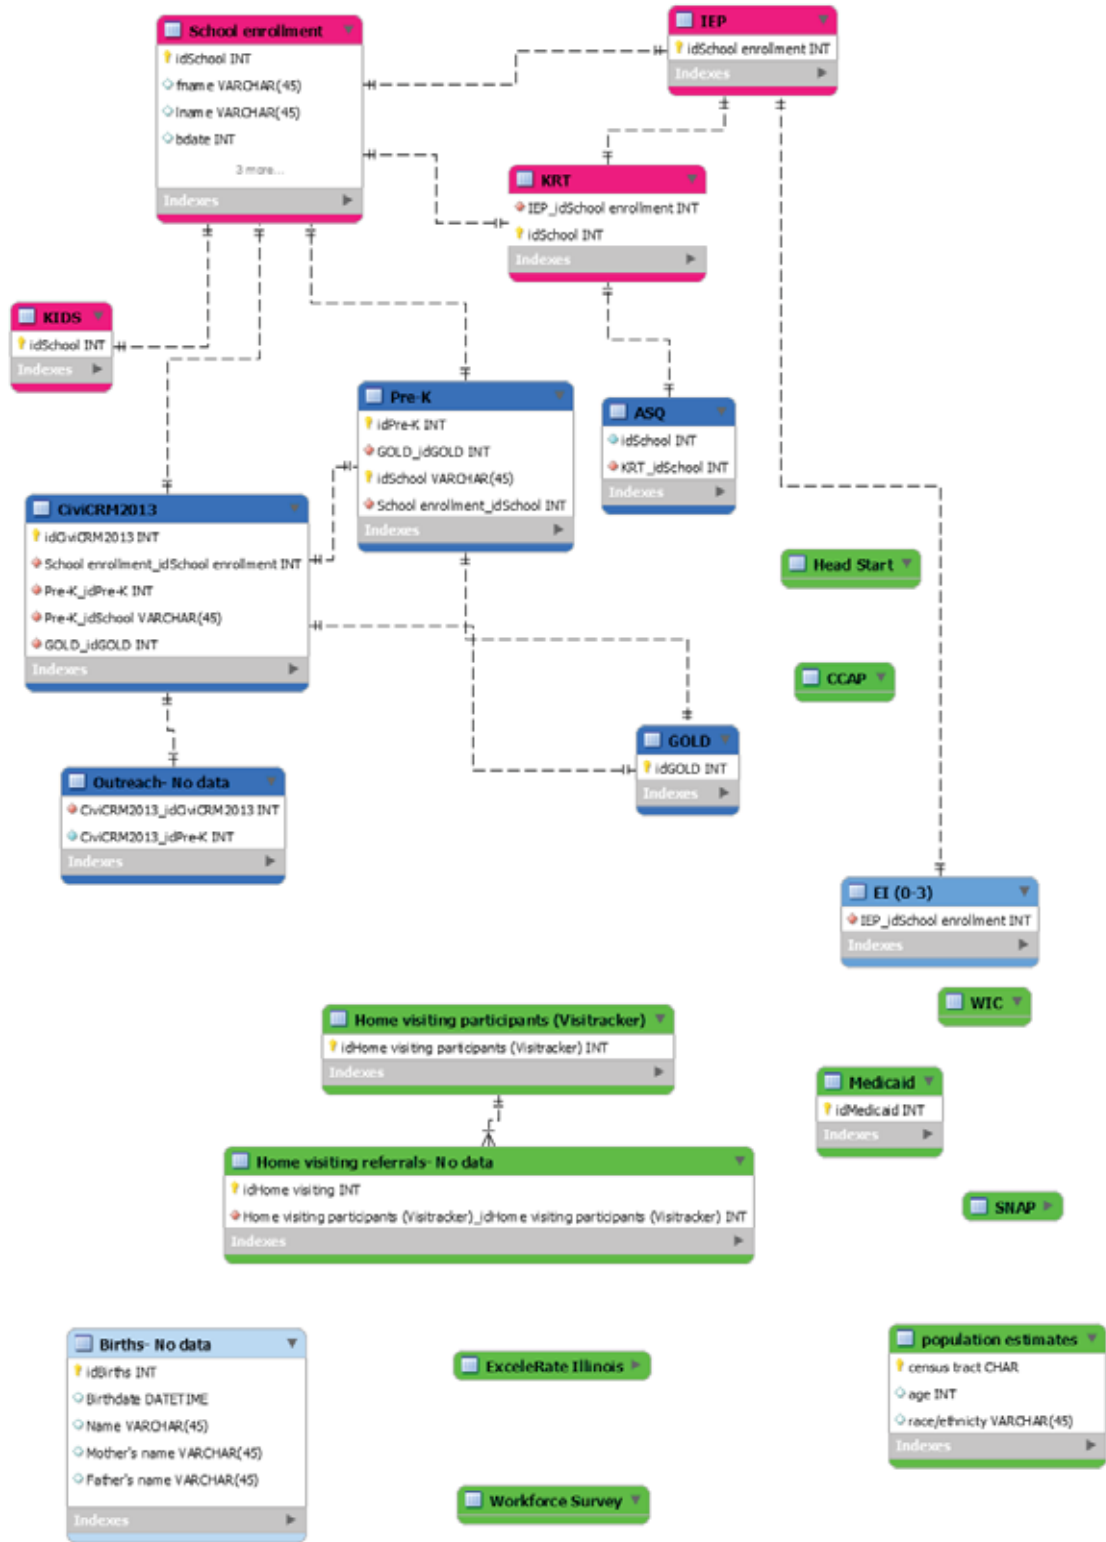 School enrollment
idSchool INT
fname VARCHAR(45)
lname VARCHAR(45)
bdate INT
3 more...
Indexes
IEP
idSchool enrollment INT
Indexes
KRT
IEP_idSchool enrollment INT
idSchool INT
Indexes
KIDS
idSchool INT
Indexes
Pre-K
idPre-K INT
GOLD_idGOLD INT
idSchool VARCHAR(45)
School enrollment_idSchool INT
Indexes
ASQ
idSchool INT
KRT_idSchool INT
Indexes
CiviCRM2013
idCiviCRM2013 INT
School enrollment_idSchool enrollment INT
Pre-K_idPre-K INT
Pre-K_idSchool VARCHAR(45)
GOLD_idGOLD INT
Indexes
Head Start
CCAP
GOLD
idGOLD INT
Indexes
Outreach- No data
CiviCRM2013_idCiviCRM2013 INT
CiviCRM2013_idPre-K INT
Indexes
EI (0-3)
IEP_idSchool enrollment INT
Indexes
WIC
Home visiting participants (Visitracker)
idHome visiting participants (Visitracker) INT
Indexes
Medicaid
idMedicaid INT
Indexes
Home visiting referrals- No data
idHome visiting INT
Home visiting participants (Visitracker)_idHome visiting participants (Visitracker) INT
Indexes
SNAP
Births- No data
idBirths INT
Birthdate DATETIME
Name VARCHAR(45)
Mother's name VARCHAR(45)
Father's name VARCHAR(45)
Indexes
ExceleRate Illinois
population estimates
census tract CHAR
age INT
race/ethnicty VARCHAR(45)
Indexes
Workforce Survey